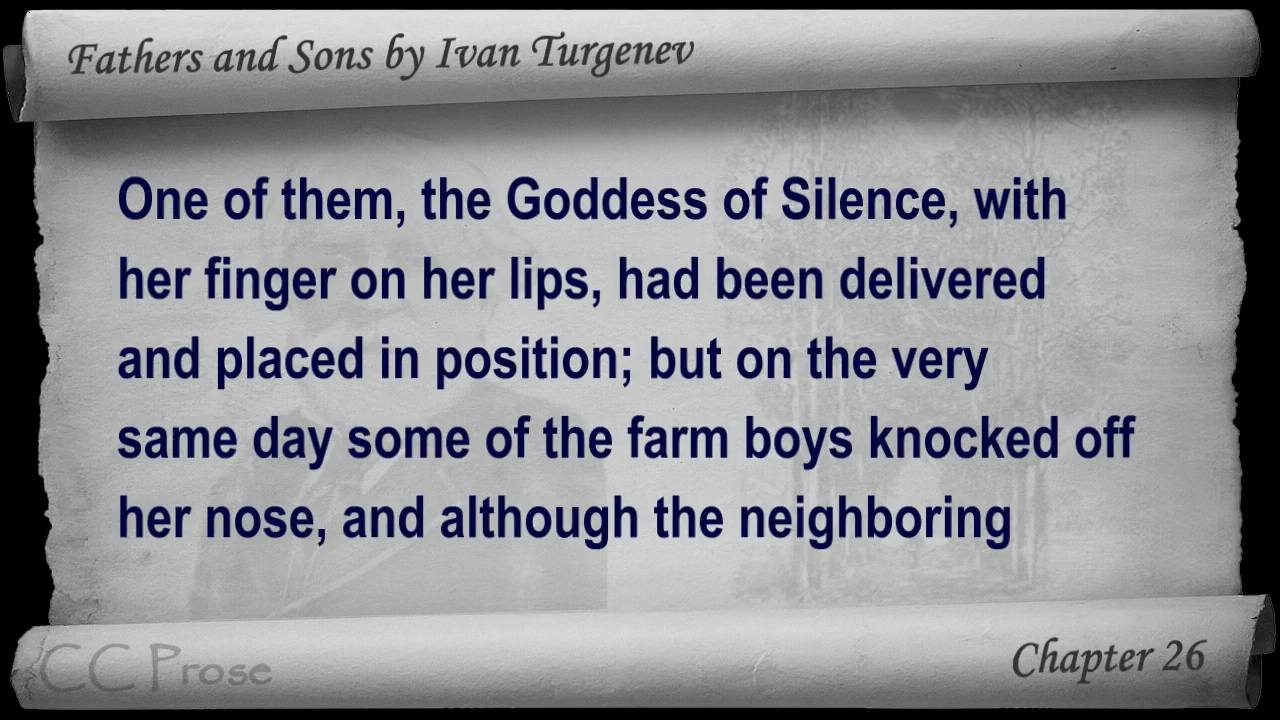 Fathers and Sons by Ivan Turgenev
One of them, the Goddess of Silence, with
her finger on her lips, had been delivered
and placed in position; but on the very
same day some of the farm boys knocked off
her nose, and although the neighboring
CC Prose
Chapter 26